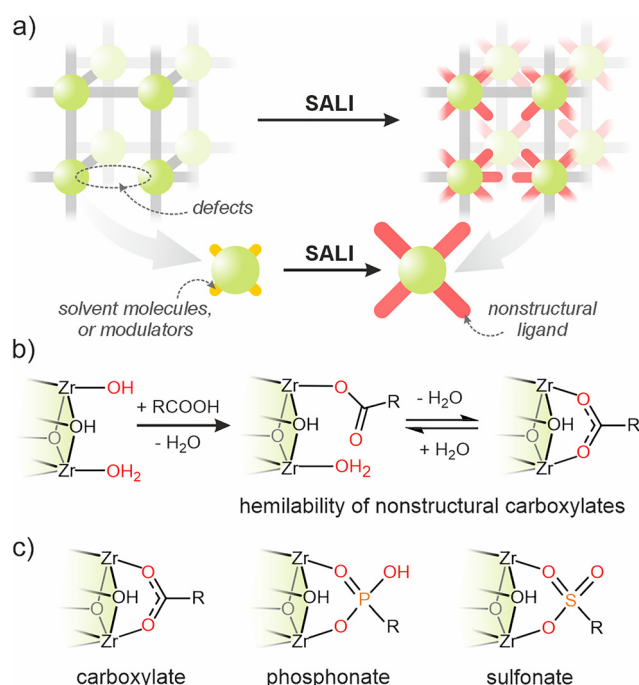 a)
SALI
defects
SALI
solvent molecules,
or modulators
nonstructural
ligand
b)
Zr OH
OH
O
Zr OH2
+ RCOOH
- H2O
Zr O
R
OH
O
O
Zr OH2
- H2O
+ H2O
Zr O
OH
R
O
Zr O
hemilability of nonstructural carboxylates
c)
Zr O
OH
R
O
Zr O
carboxylate
Zr O OH
OH P
O
Zr O R
phosphonate
Zr O O
OH S
O
Zr O R
sulfonate